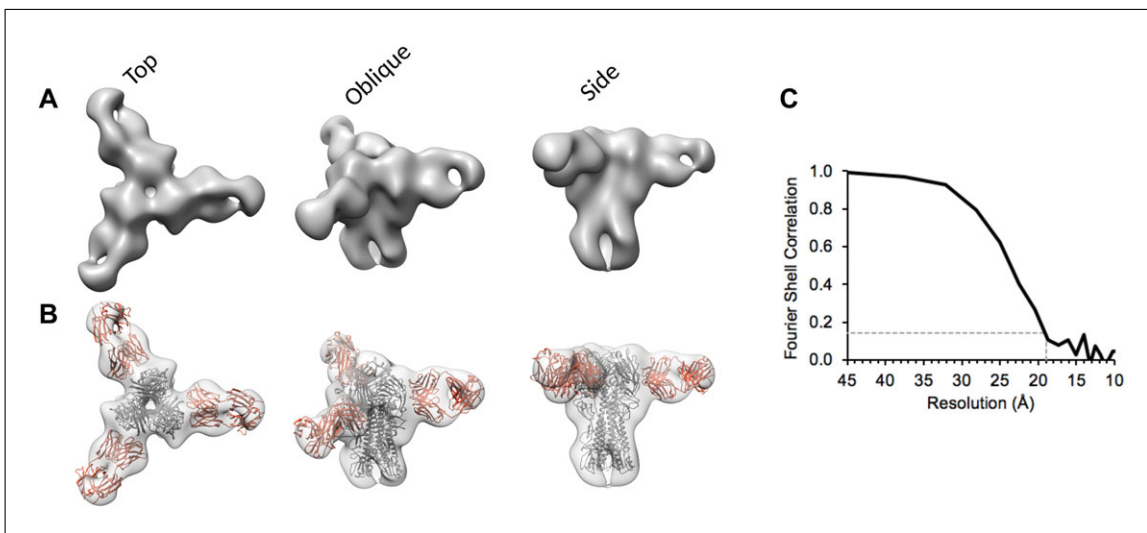 A
Top
Oblique
Side
B
C
Fourier Shell Correlation
1.0
0.8
0.6
0.4
0.2
0.0
45 40 35 30 25 20 15 10
Resolution (Å)